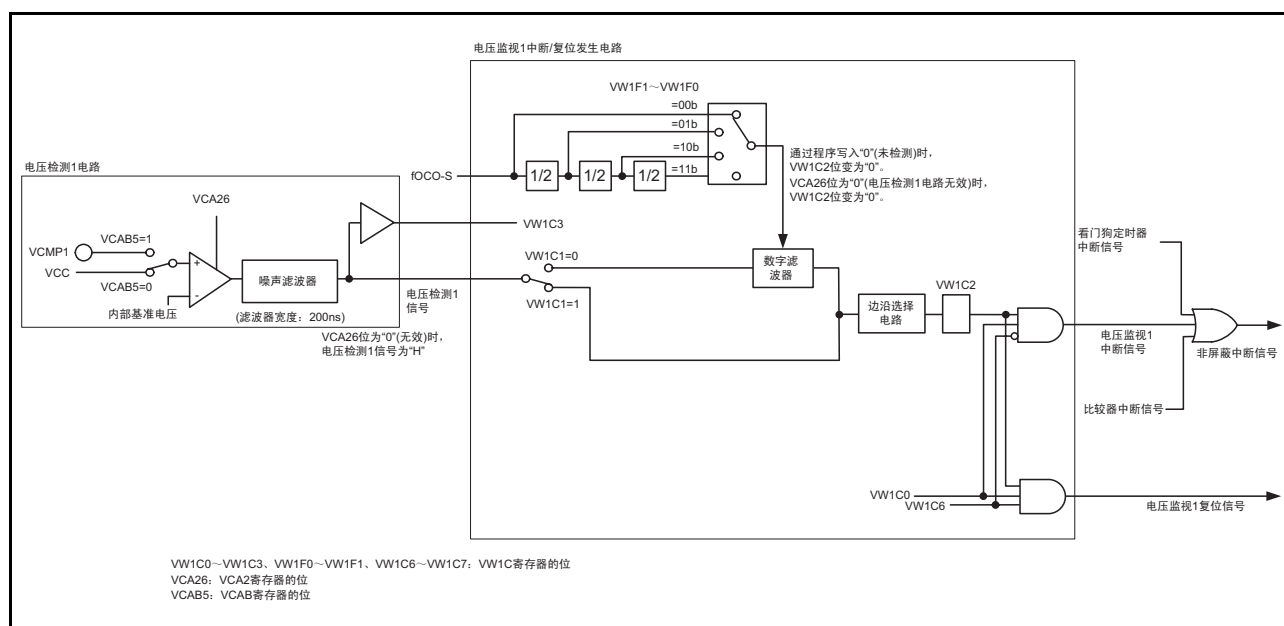 电压监视1中断/复位发生电路
VW1F1～VW1F0
=00b
=01b
=10b
=11b
fOCO-S
1/2
1/2
1/2
通过程序写入“0”(未检测)时，
VW1C2位变为“0”。
VCA26位为“0”(电压检测1电路无效)时，
VW1C2位变为“0”。
电压检测1电路
VCA26
VCMP1
VCAB5=1
VCC
VCAB5=0
+
-
内部基准电压
噪声滤波器
(滤波器宽度：200ns)
VW1C3
电压检测1
信号
VCA26位为“0”(无效)时，
电压检测1信号为“H”
VW1C1=0
VW1C1=1
数字滤
波器
边沿选择
电路
VW1C2
看门狗定时器
中断信号
电压监视1
中断信号
非屏蔽中断信号
比较器中断信号
VW1C0
VW1C6
电压监视1复位信号
VW1C0～VW1C3、VW1F0～VW1F1、VW1C6～VW1C7：VW1C寄存器的位
VCA26：VCA2寄存器的位
VCAB5：VCAB寄存器的位